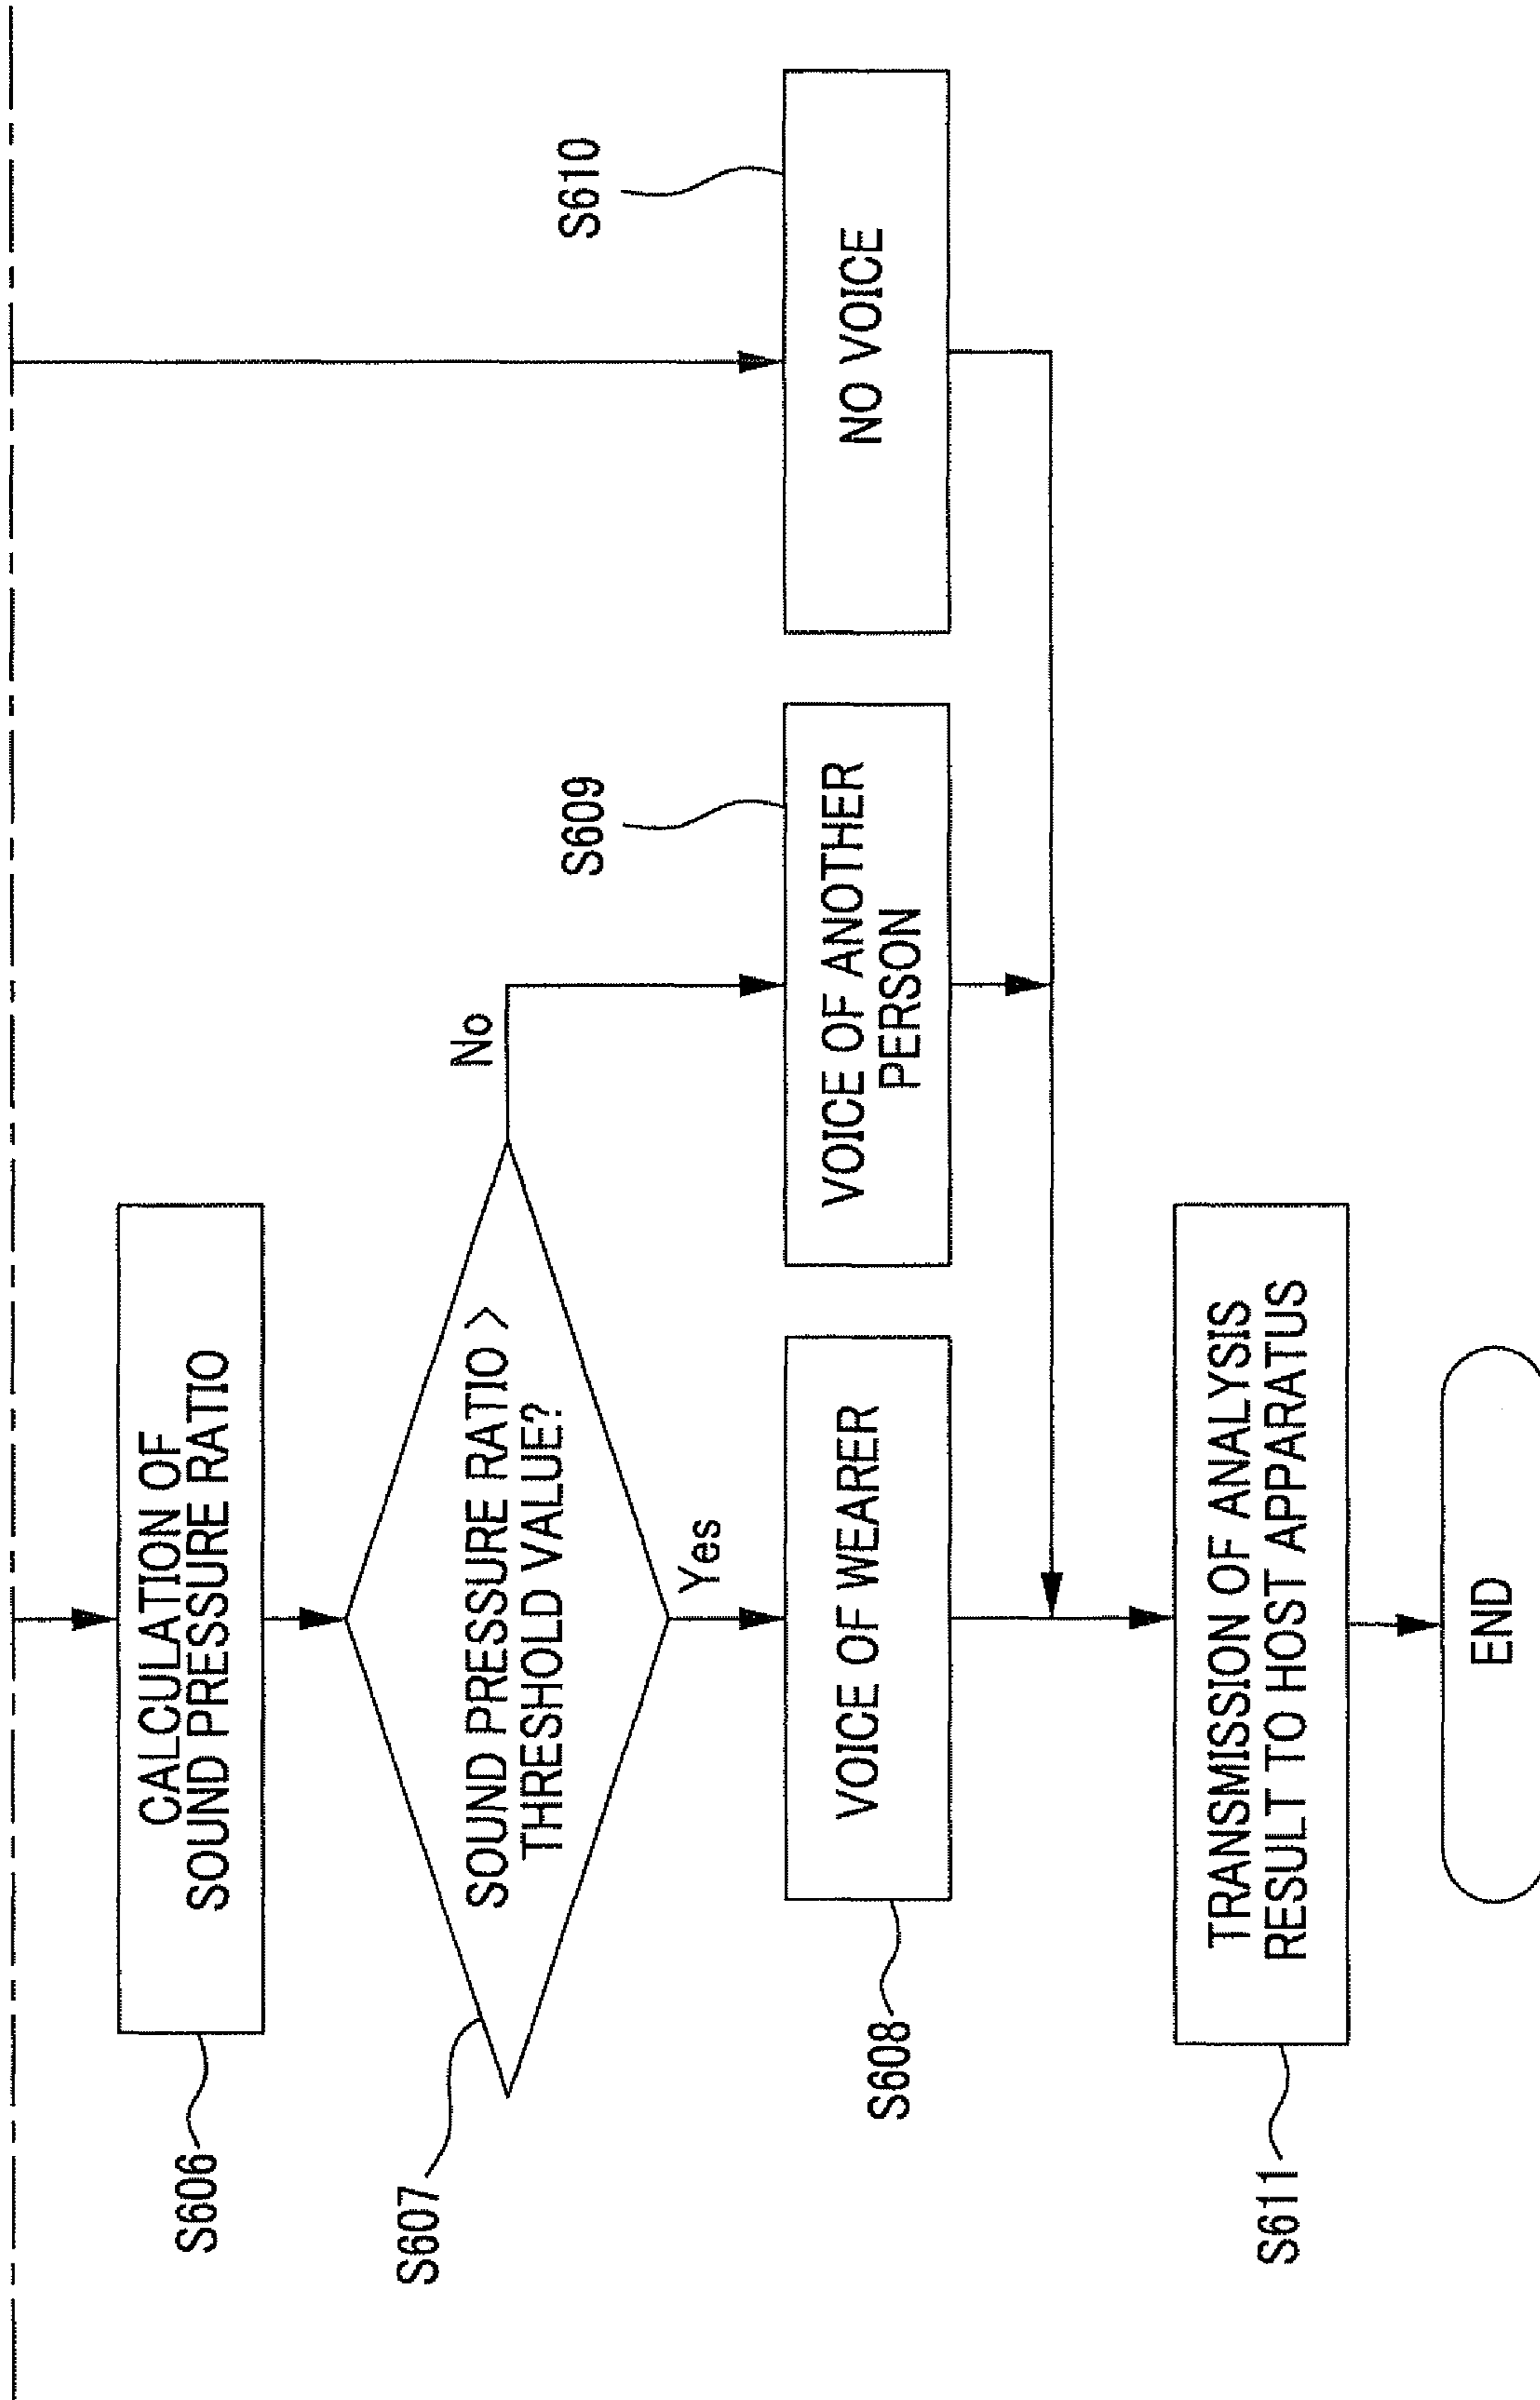 CALCULATION OF
SOUND PRESSURE RATIO
S606
SOUND PRESSURE RATIO >
THRESHOLD VALUE?
S607
No
Yes
VOICE OF WEARER
S608
VOICE OF ANOTHER
PERSON
S609
NO VOICE
S610
TRANSMISSION OF ANALYSIS
RESULT TO HOST APPARATUS
S611
END